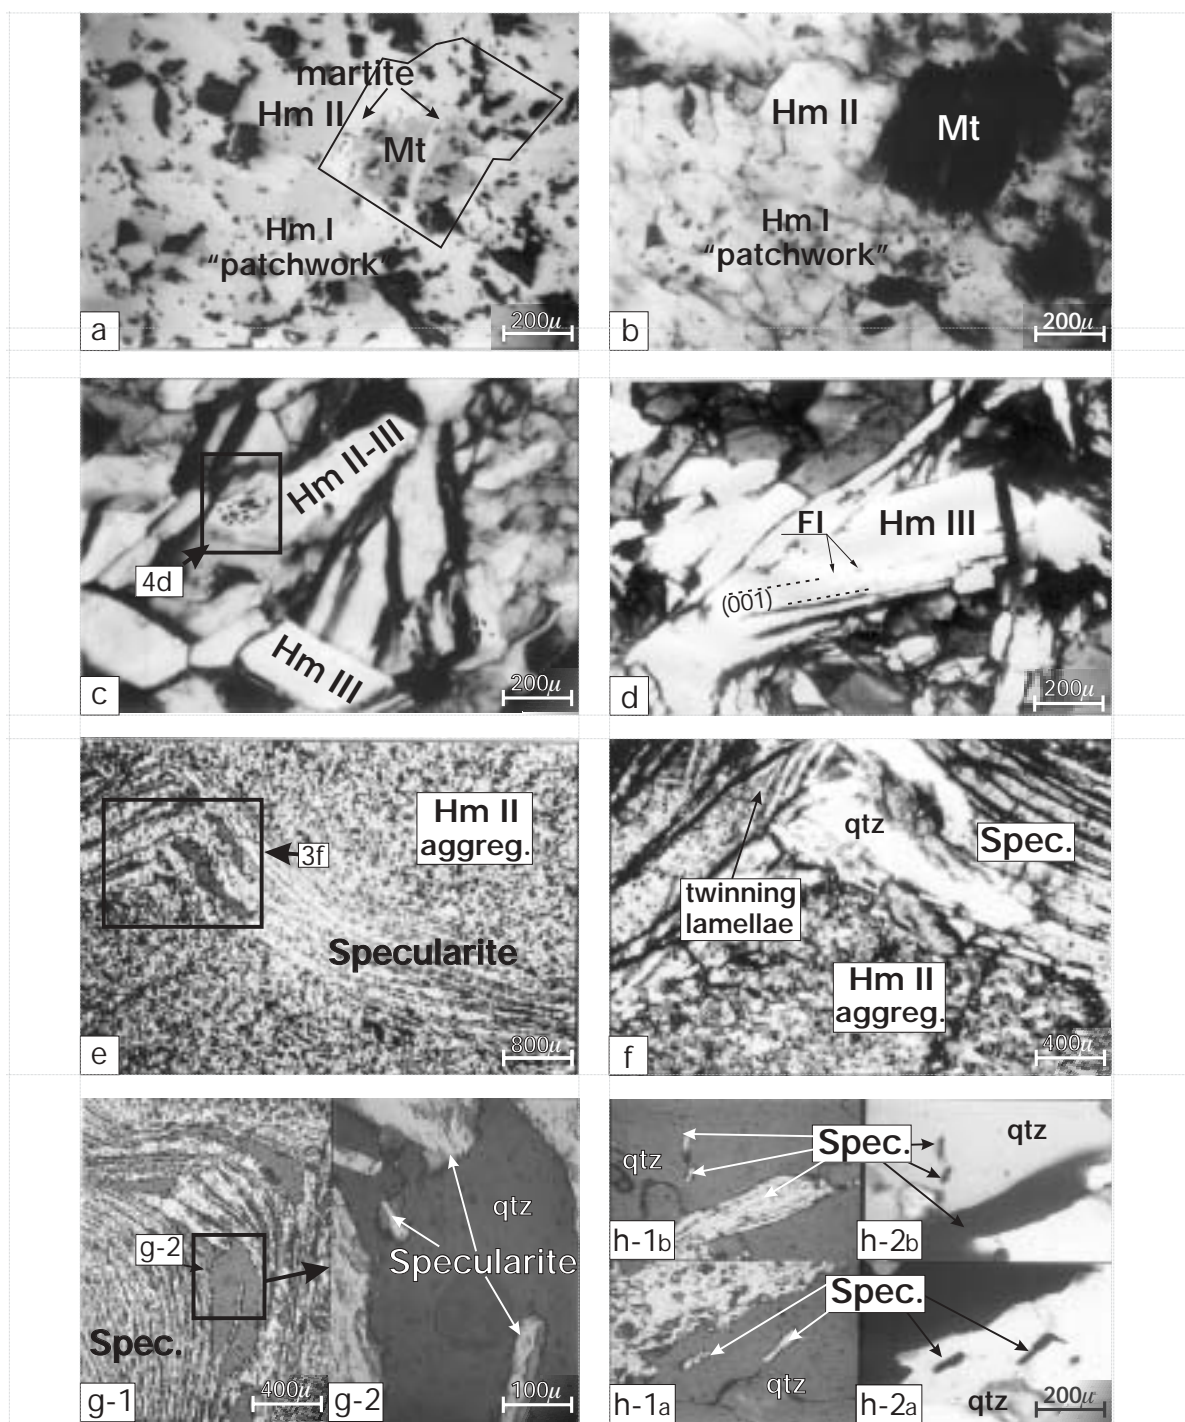 martite
Hm II
Mt
Hm I
“patchwork”
a
200µ
Hm II
Mt
Hm I
“patchwork”
b
200µ
Hm II-III
4d
Hm III
c
200µ
FI
Hm III
(001)
d
200µ
Hm II
aggreg.
3f
Specularite
e
800µ
qtz
Spec.
twinning
lamellae
Hm II
aggreg.
f
400µ
g-2
Spec.
g-1
400µ
qtz
Specularite
g-2
100µ
Spec.
qtz
qtz
h-1b
h-2b
Spec.
qtz
qtz
h-1a
h-2a
200µ